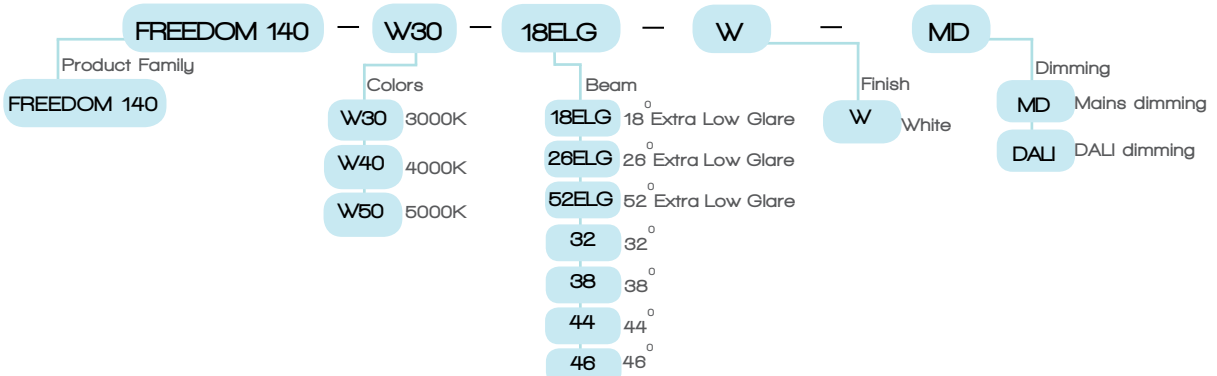 FREEDOM 140 – W30 – 18ELG – W – MD
Product Family
FREEDOM 140
Colors
W30 3000K
W40 4000K
W50 5000K
Beam
18ELG 18° Extra Low Glare
26ELG 26° Extra Low Glare
52ELG 52° Extra Low Glare
32 32°
38 38°
44 44°
46 46°
Finish
W White
Dimming
MD Mains dimming
DALI DALI dimming